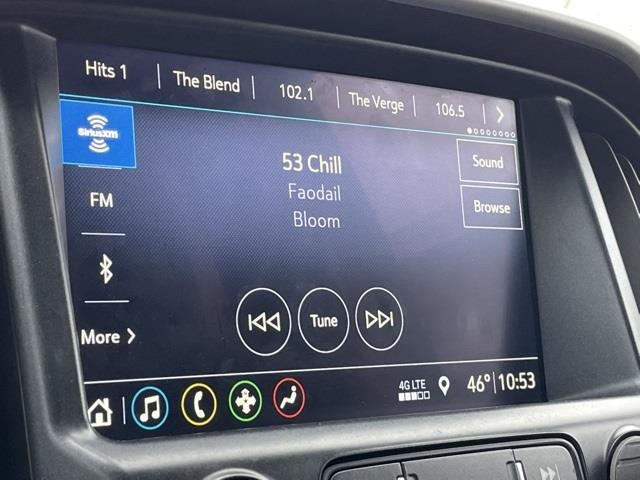 Hits 1 The Blend 102.1 The Verge 106.5
SiriusXM
53 Chill
Faodail
Bloom
Sound
Browse
FM
More
Tune
4G LTE
46° 10:53